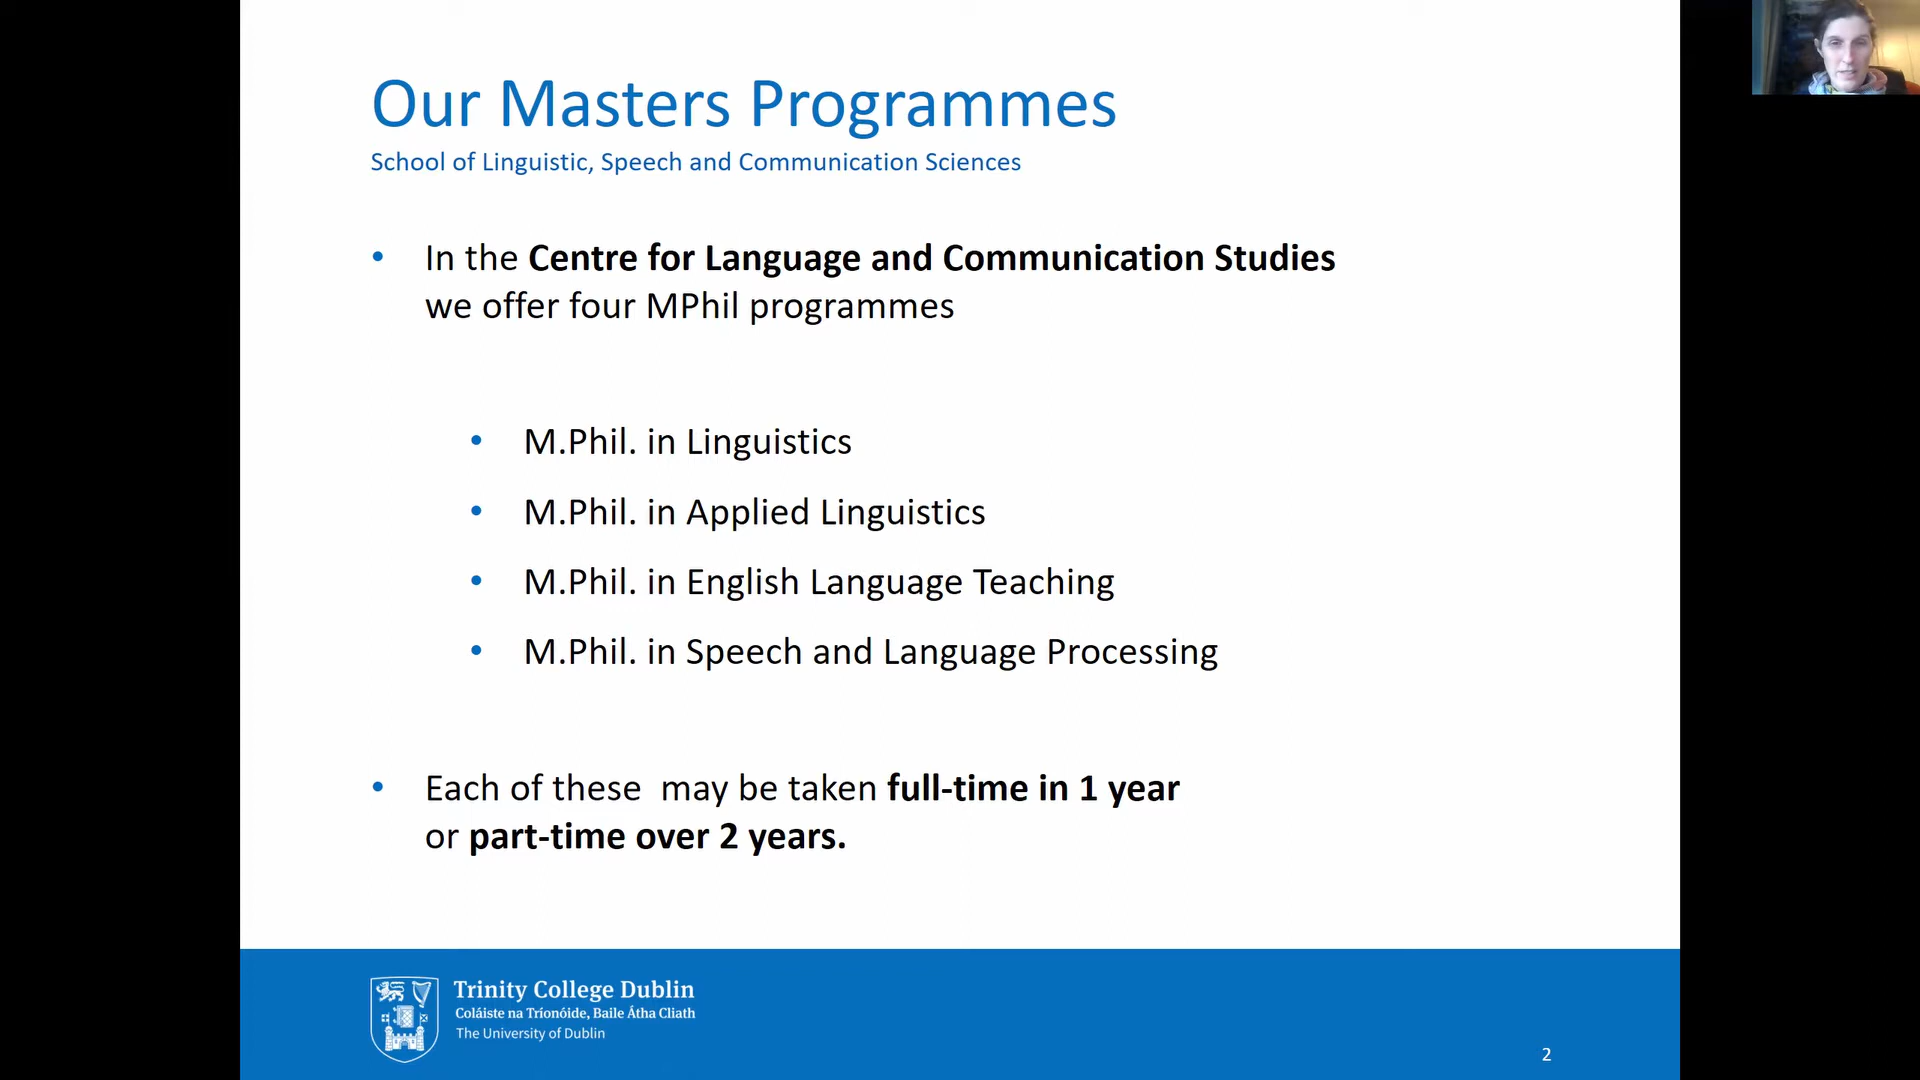 Our Masters Programmes
School of Linguistic, Speech and Communication Sciences
• In the Centre for Language and Communication Studies
we offer four MPhil programmes
• M.Phil. in Linguistics
• M.Phil. in Applied Linguistics
• M.Phil. in English Language Teaching
• M.Phil. in Speech and Language Processing
• Each of these  may be taken full-time in 1 year
or part-time over 2 years.
Trinity College Dublin
Coláiste na Tríonóide, Baile Átha Cliath
The University of Dublin
2